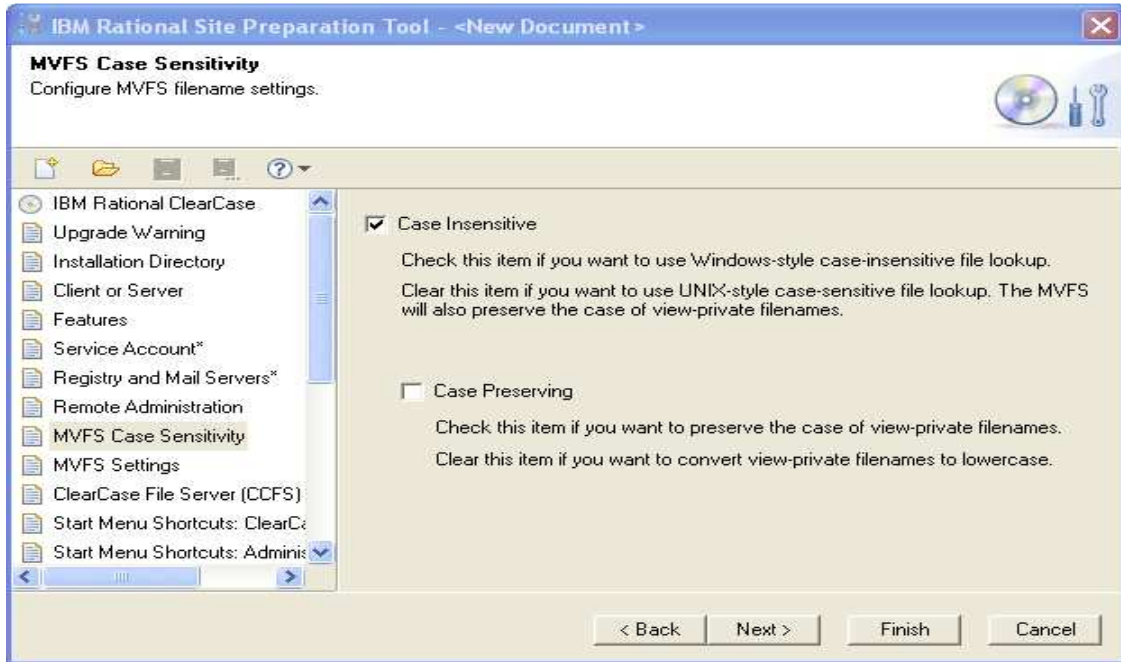 IBM Rational Site Preparation Tool - <New Document>
MVFS Case Sensitivity
Configure MVFS filename settings.
IBM Rational ClearCase
Upgrade Warning
Installation Directory
Client or Server
Features
Service Account*
Registry and Mail Servers*
Remote Administration
MVFS Case Sensitivity
MVFS Settings
ClearCase File Server (CCFS)
Start Menu Shortcuts: ClearCa
Start Menu Shortcuts: Adminis
Case Insensitive
Check this item if you want to use Windows-style case-insensitive file lookup.
Clear this item if you want to use UNIX-style case-sensitive file lookup. The MVFS
will also preserve the case of view-private filenames.
Case Preserving
Check this item if you want to preserve the case of view-private filenames.
Clear this item if you want to convert view-private filenames to lowercase.
< Back
Next >
Finish
Cancel